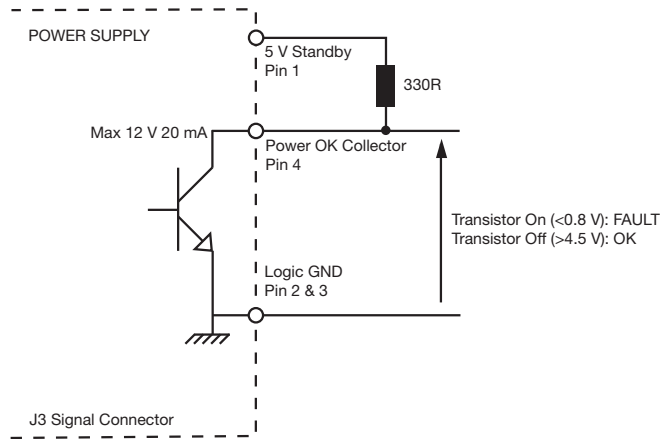 POWER SUPPLY
5 V Standby
Pin 1
330R
Max 12 V 20 mA
Power OK Collector
Pin 4
Transistor On (<0.8 V): FAULT
Transistor Off (>4.5 V): OK
Logic GND
Pin 2 & 3
J3 Signal Connector